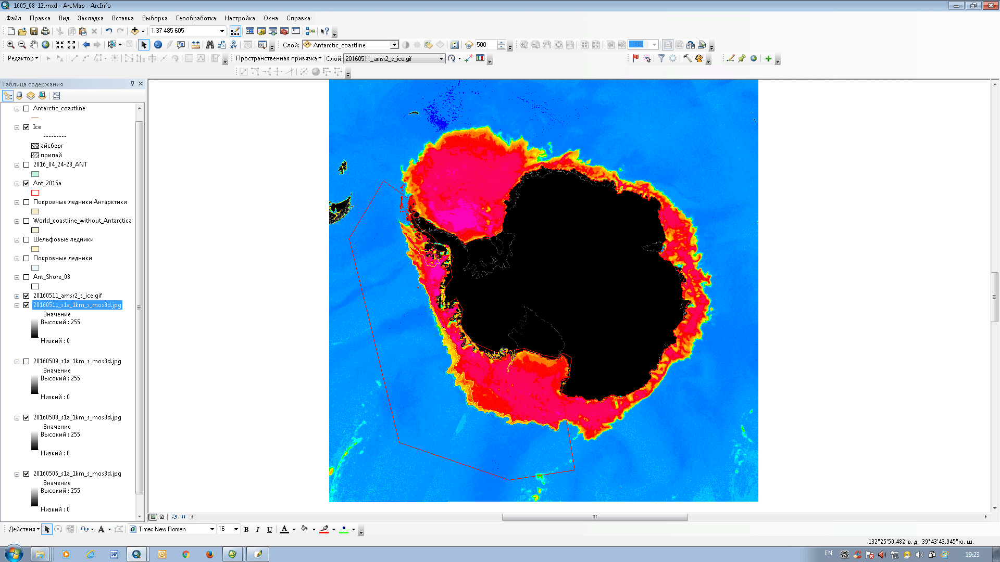 1605_08-12.mxd - ArcMap - ArcInfo
Файл Правка Вид Закладка Вставка Выборка Геообработка Настройка Окна Справка
1:37 485 605
Слой: Antarctic_coastline 500 100%
Редактор Пространственная привязка Слой: 20160511_amsr2_s_ice.gif
Таблица содержания
Antarctic_coastline
Ice
айсберг
припай
2016_04_24-28_ANT
Ant_2015a
Покровные ледники Антарктики
World_coastline_without_Antarctica
Шельфовые ледники
Покровные ледники
Ant_Shore_08
20160511_amsr2_s_ice.gif
20160511_s1a_1km_s_mos3d.jpg
Значение
Высокий : 255
Низкий : 0
20160509_s1a_1km_s_mos3d.jpg
Значение
Высокий : 255
Низкий : 0
20160508_s1a_1km_s_mos3d.jpg
Значение
Высокий : 255
Низкий : 0
20160506_s1a_1km_s_mos3d.jpg
Значение
Высокий : 255
Низкий : 0
Действия A Times New Roman 16 B I U A
132°25'50.482"в. д. 39°43'43.945"ю. ш.
EN 19:23